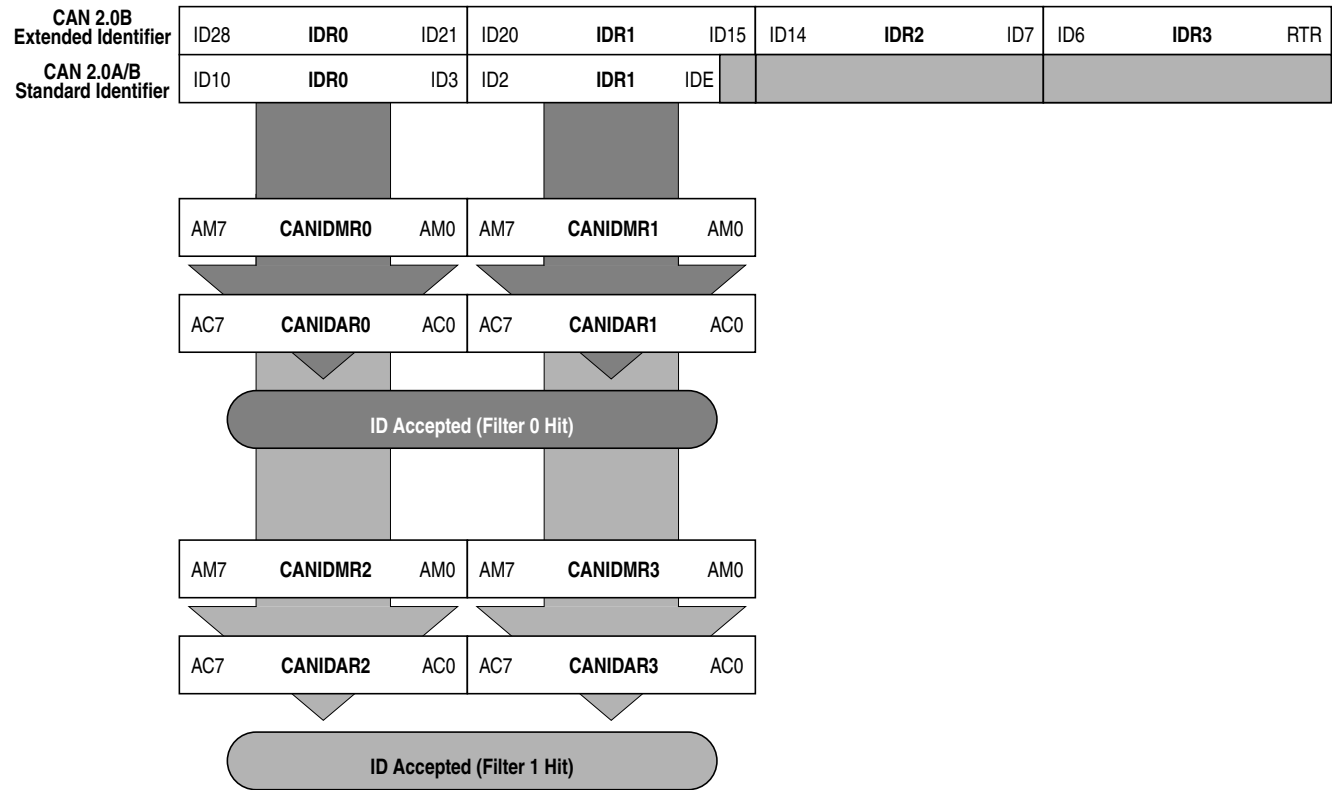 CAN 2.0B
Extended Identifier
ID28 IDR0 ID21 ID20 IDR1 ID15 ID14 IDR2 ID7 ID6 IDR3 RTR
CAN 2.0A/B
Standard Identifier
ID10 IDR0 ID3 ID2 IDR1 IDE
AM7 CANIDMR0 AM0 AM7 CANIDMR1 AM0
AC7 CANIDAR0 AC0 AC7 CANIDAR1 AC0
ID Accepted (Filter 0 Hit)
AM7 CANIDMR2 AM0 AM7 CANIDMR3 AM0
AC7 CANIDAR2 AC0 AC7 CANIDAR3 AC0
ID Accepted (Filter 1 Hit)